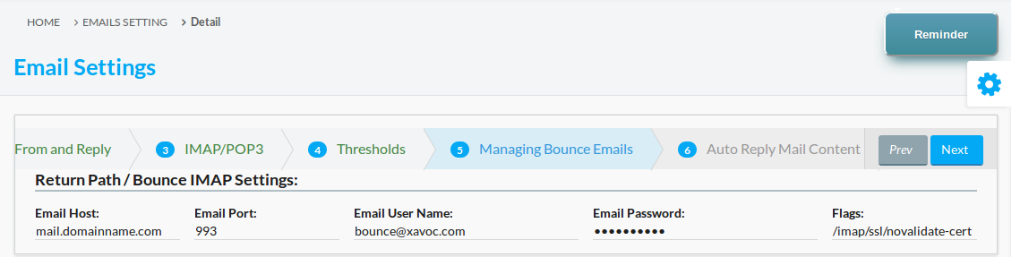 HOME > EMAILS SETTING > Detail
Reminder
Email Settings
From and Reply 3 IMAP/POP3 4 Thresholds 5 Managing Bounce Emails 6 Auto Reply Mail Content Prev Next
Return Path / Bounce IMAP Settings:
Email Host: Email Port: Email User Name: Email Password: Flags:
mail.domainname.com 993 bounce@xavoc.com •••••••••• /imap/ssl/novalidate-cert